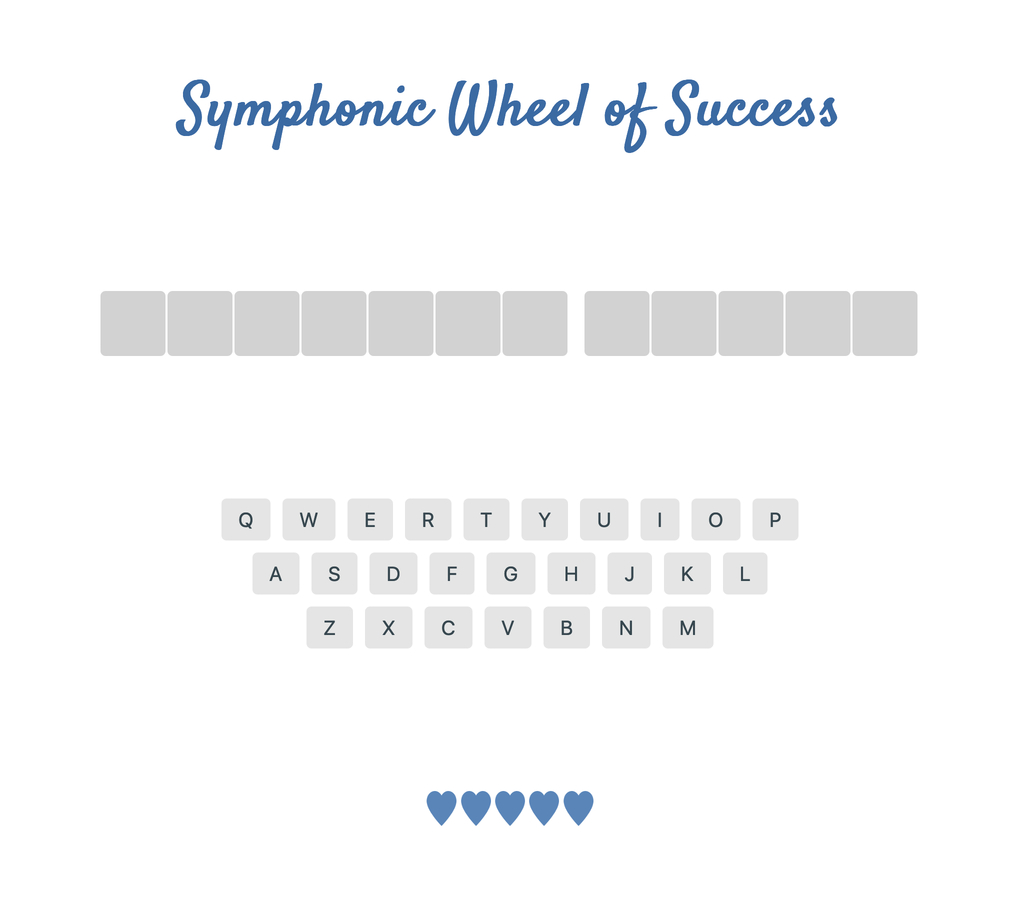 Symphonic Wheel of Success
Q W E R T Y U I O P
A S D F G H J K L
Z X C V B N M